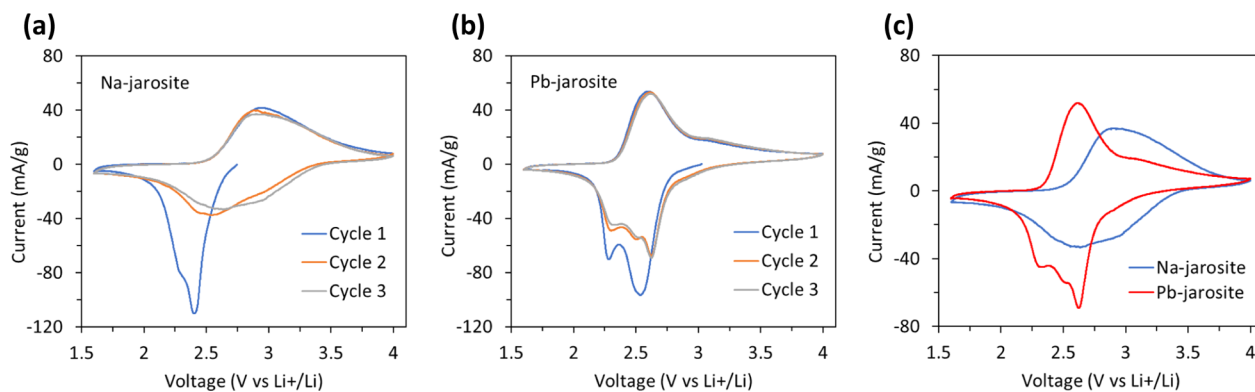 (a)
80
40
0
-40
-80
-120
Current (mA/g)
Na-jarosite
Cycle 1
Cycle 2
Cycle 3
1.5 2 2.5 3 3.5 4
Voltage (V vs Li+/Li)
(b)
80
40
0
-40
-80
-120
Current (mA/g)
Pb-jarosite
Cycle 1
Cycle 2
Cycle 3
1.5 2 2.5 3 3.5 4
Voltage (V vs Li+/Li)
(c)
80
40
0
-40
-80
Current (mA/g)
Na-jarosite
Pb-jarosite
1.5 2 2.5 3 3.5 4
Voltage (V vs Li+/Li)